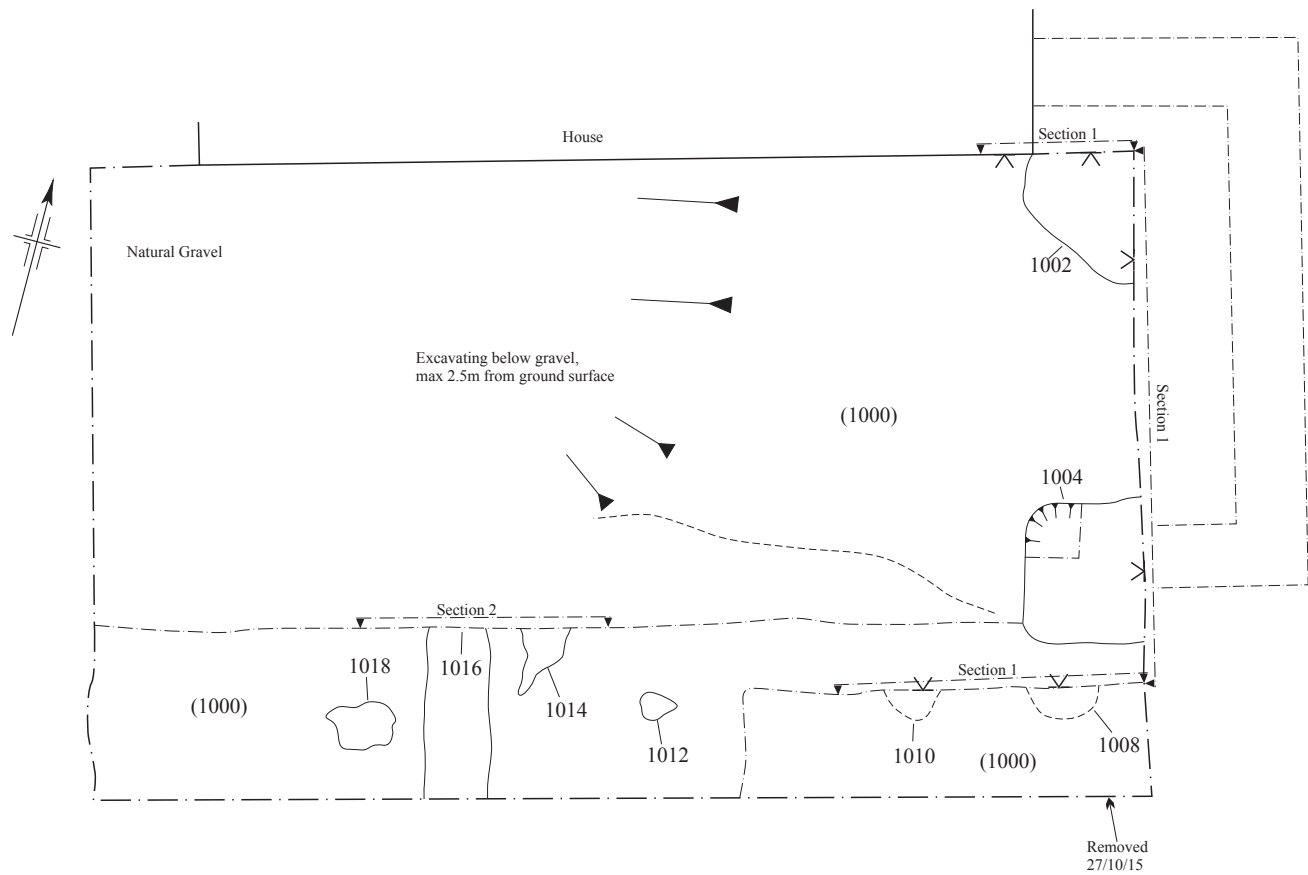 House
Section 1
Natural Gravel
1002
Excavating below gravel,
max 2.5m from ground surface
(1000)
Section 1
1004
Section 2
1018
1016
1014
Section 1
(1000)
1012
1010
1008
(1000)
Removed
27/10/15